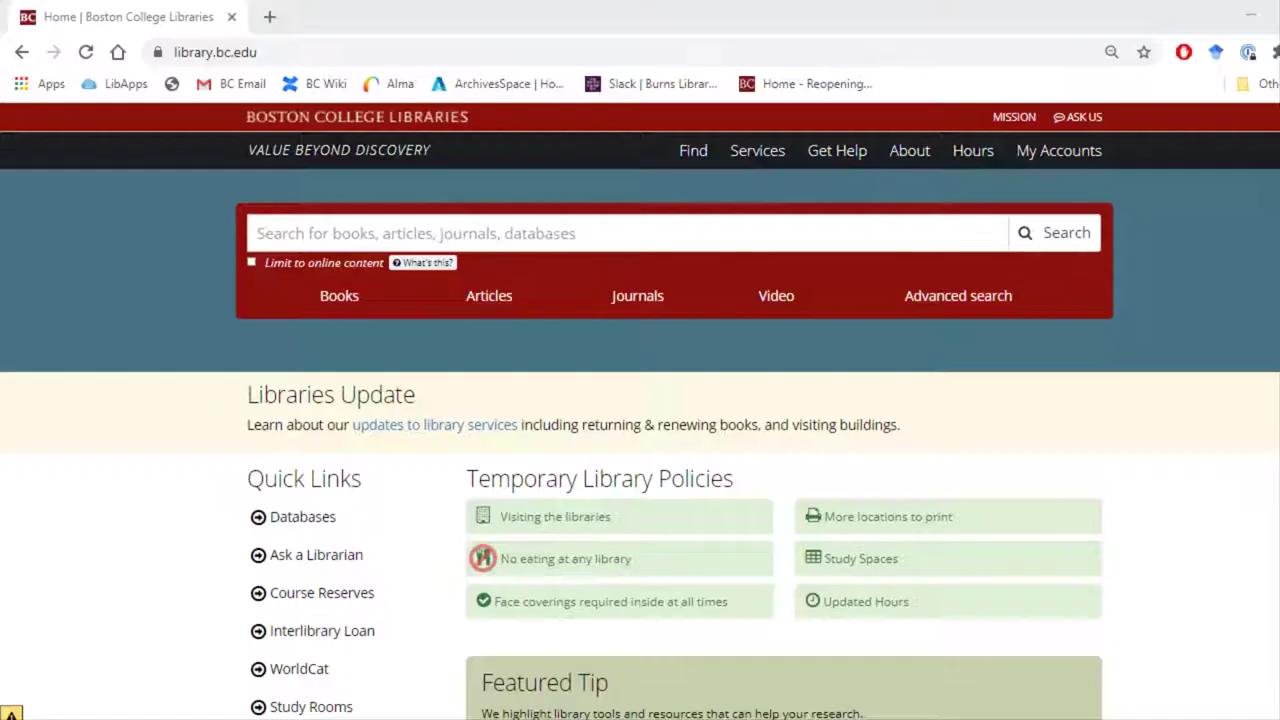 Home | Boston College Libraries
library.bc.edu
Apps LibApps BC Email BC Wiki Alma ArchivesSpace | Ho... Slack | Burns Librar... Home - Reopening... Oth
BOSTON COLLEGE LIBRARIES MISSION ASK US
VALUE BEYOND DISCOVERY Find Services Get Help About Hours My Accounts
Search for books, articles, journals, databases Search
Limit to online content What's this?
Books Articles Journals Video Advanced search
Libraries Update
Learn about our updates to library services including returning & renewing books, and visiting buildings.
Quick Links
Databases
Ask a Librarian
Course Reserves
Interlibrary Loan
WorldCat
Study Rooms
Temporary Library Policies
Visiting the libraries More locations to print
No eating at any library Study Spaces
Face coverings required inside at all times Updated Hours
Featured Tip
We highlight library tools and resources that can help your research.